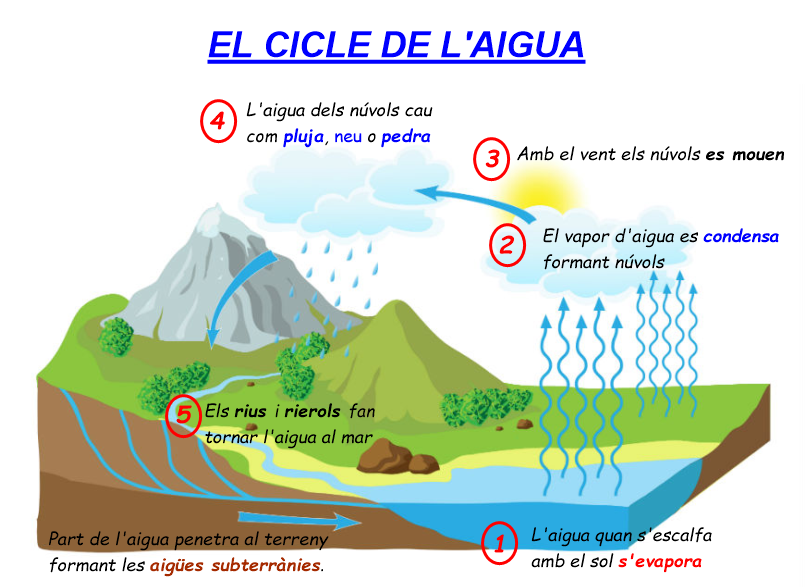 EL CICLE DE L'AIGUA
4
L'aigua dels núvols cau
com pluja, neu o pedra
3
Amb el vent els núvols es mouen
2
El vapor d'aigua es condensa
formant núvols
5
Els rius i rierols fan
tornar l'aigua al mar
Part de l'aigua penetra al terreny
formant les aigües subterrànies.
1
L'aigua quan s'escalfa
amb el sol s'evapora